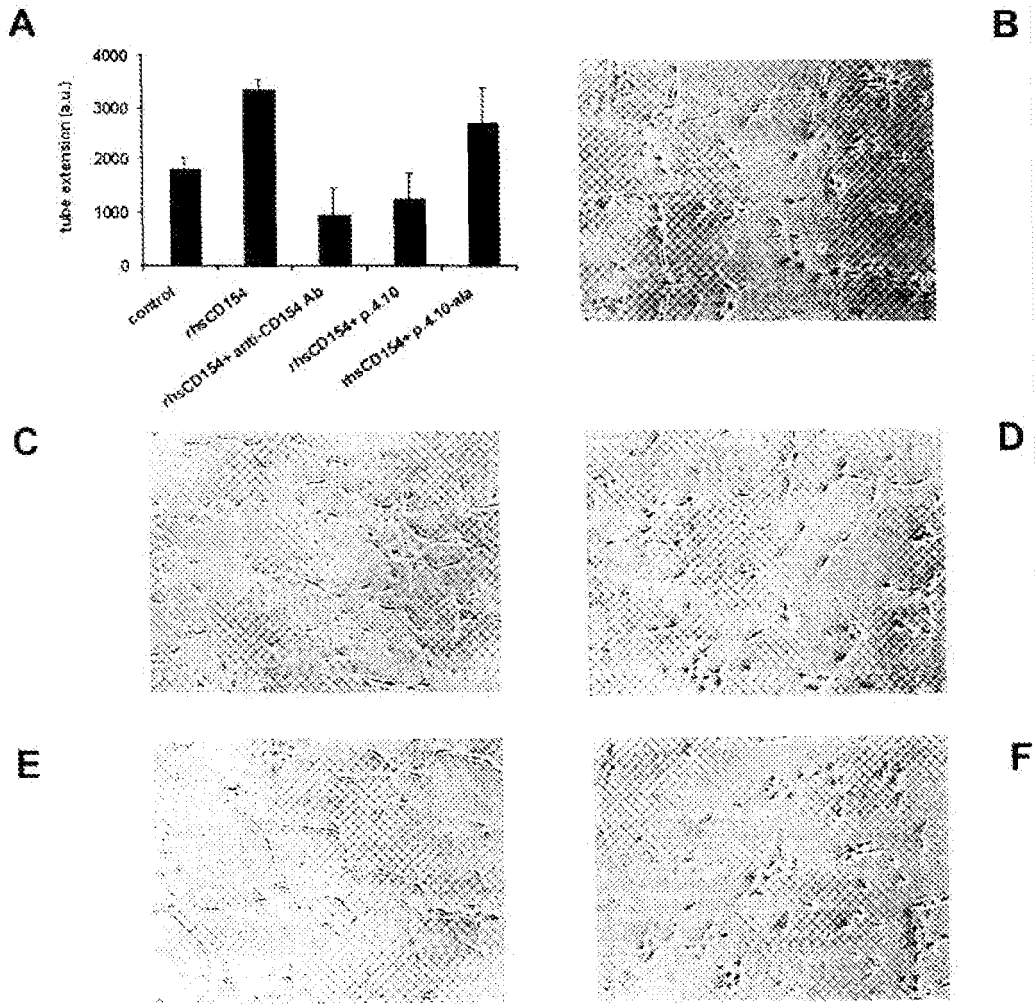 A
B
4000
3000
2000
1000
0
tube extension (a.u.)
control
rhsCD154
rhsCD154+ anti-CD154 Ab
rhsCD154+ p.4.10
rhsCD154+ p.4.10-ala
C
D
E
F